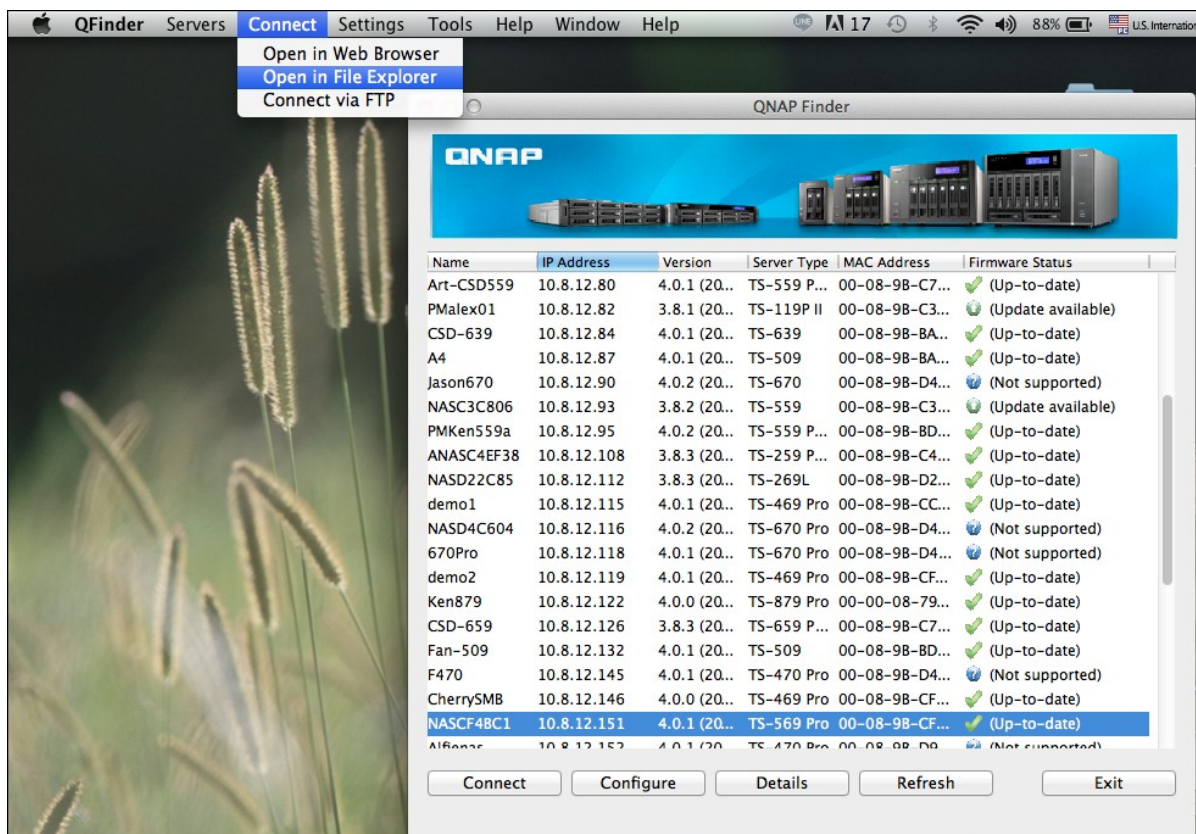 QFinder Servers Connect Settings Tools Help Window Help LINE 17 88% U.S. Internation
Open in Web Browser
Open in File Explorer
Connect via FTP
QNAP Finder
QNAP
Name IP Address Version Server Type MAC Address Firmware Status
Art-CSD559 10.8.12.80 4.0.1 (20... TS-559 P... 00-08-9B-C7... (Up-to-date)
PMalex01 10.8.12.82 3.8.1 (20... TS-119P II 00-08-9B-C3... (Update available)
CSD-639 10.8.12.84 4.0.1 (20... TS-639 00-08-9B-BA... (Up-to-date)
A4 10.8.12.87 4.0.1 (20... TS-509 00-08-9B-BA... (Up-to-date)
Jason670 10.8.12.90 4.0.2 (20... TS-670 00-08-9B-D4... (Not supported)
NASC3C806 10.8.12.93 3.8.2 (20... TS-559 00-08-9B-C3... (Update available)
PMKen559a 10.8.12.95 4.0.2 (20... TS-559 P... 00-08-9B-BD... (Up-to-date)
ANASC4EF38 10.8.12.108 3.8.3 (20... TS-259 P... 00-08-9B-C4... (Up-to-date)
NASD22C85 10.8.12.112 3.8.3 (20... TS-269L 00-08-9B-D2... (Up-to-date)
demo1 10.8.12.115 4.0.1 (20... TS-469 Pro 00-08-9B-CC... (Up-to-date)
NASD4C604 10.8.12.116 4.0.2 (20... TS-670 Pro 00-08-9B-D4... (Not supported)
670Pro 10.8.12.118 4.0.1 (20... TS-670 Pro 00-08-9B-D4... (Not supported)
demo2 10.8.12.119 4.0.1 (20... TS-469 Pro 00-08-9B-CF... (Up-to-date)
Ken879 10.8.12.122 4.0.0 (20... TS-879 Pro 00-00-08-79... (Up-to-date)
CSD-659 10.8.12.126 3.8.3 (20... TS-659 P... 00-08-9B-C7... (Up-to-date)
Fan-509 10.8.12.132 4.0.1 (20... TS-509 00-08-9B-BD... (Up-to-date)
F470 10.8.12.145 4.0.1 (20... TS-470 Pro 00-08-9B-D4... (Not supported)
CherrySMB 10.8.12.146 4.0.0 (20... TS-469 Pro 00-08-9B-CF... (Up-to-date)
NASCF4BC1 10.8.12.151 4.0.1 (20... TS-569 Pro 00-08-9B-CF... (Up-to-date)
Alfienas 10.8.12.152 4.0.1 (20... TS-470 Pro 00-08-9B-D9... (Not supported)
Connect Configure Details Refresh Exit